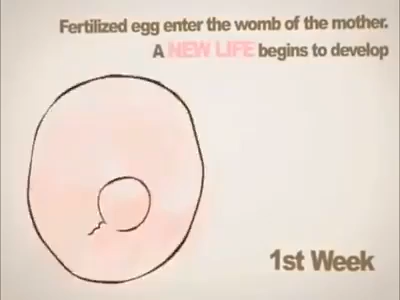 Fertilized egg enter the womb of the mother.
A NEW LIFE begins to develop
1st Week